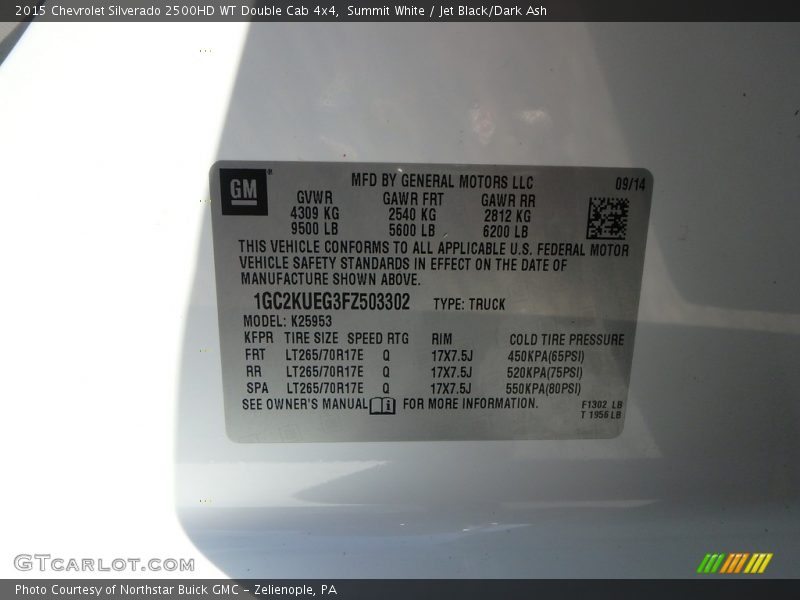 2015 Chevrolet Silverado 2500HD WT Double Cab 4x4, Summit White / Jet Black/Dark Ash
GM
MFD BY GENERAL MOTORS LLC 09/14
GVWR GAWR FRT GAWR RR
4309 KG 2540 KG 2812 KG
9500 LB 5600 LB 6200 LB
THIS VEHICLE CONFORMS TO ALL APPLICABLE U.S. FEDERAL MOTOR
VEHICLE SAFETY STANDARDS IN EFFECT ON THE DATE OF
MANUFACTURE SHOWN ABOVE.
1GC2KUEG3FZ503302 TYPE: TRUCK
MODEL: K25953
KFPR TIRE SIZE SPEED RTG RIM COLD TIRE PRESSURE
FRT LT265/70R17E Q 17X7.5J 450KPA(65PSI)
RR LT265/70R17E Q 17X7.5J 520KPA(75PSI)
SPA LT265/70R17E Q 17X7.5J 550KPA(80PSI)
SEE OWNER'S MANUAL FOR MORE INFORMATION.
F1302 LB
T 1956 LB
GTcarlot.com
Photo Courtesy of Northstar Buick GMC - Zelienople, PA